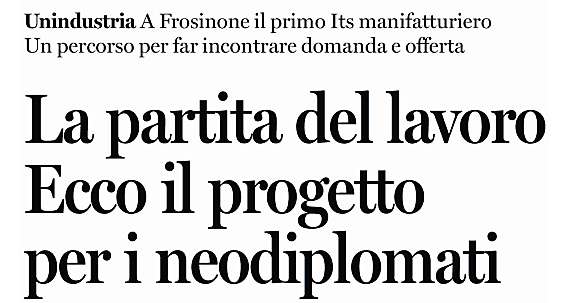 Unindustria A Frosinone il primo Its manifatturiero
Un percorso per far incontrare domanda e offerta
La partita del lavoro
Ecco il progetto
per i neodiplomati